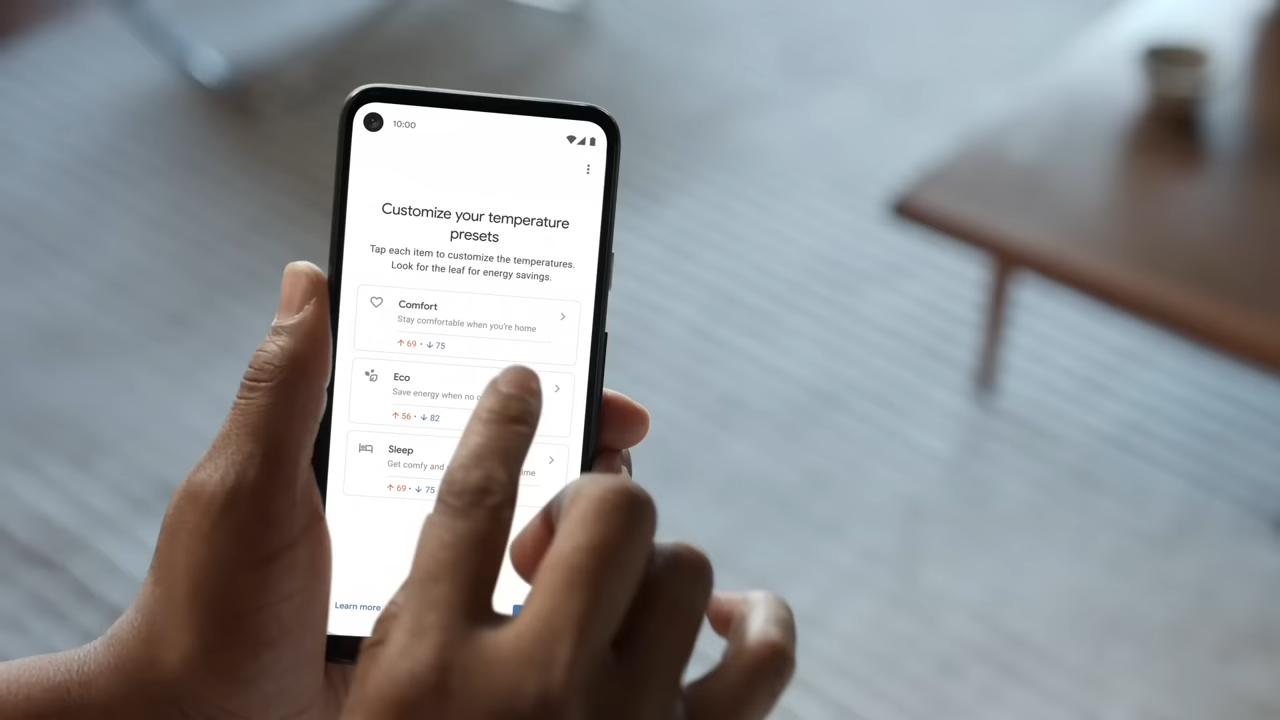 10:00
Customize your temperature
presets
Tap each item to customize the temperatures.
Look for the leaf for energy savings.
Comfort
Stay comfortable when you're home
69 • 75
Eco
Save energy when no
56 • 82
Sleep
Get comfy and
69 • 75
Learn more